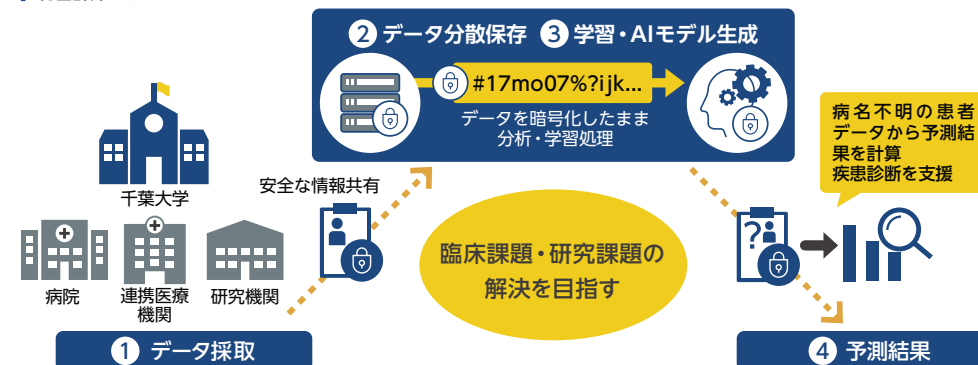 ② データ分散保存 ③ 学習・AIモデル生成
#17mo07%?ijk...
データを暗号化したまま
分析・学習処理
病名不明の患者
データから予測結
果を計算
疾患診断を支援
千葉大学
安全な情報共有
臨床課題・研究課題の
解決を目指す
病院
連携医療
機関
研究機関
① データ採取
④ 予測結果